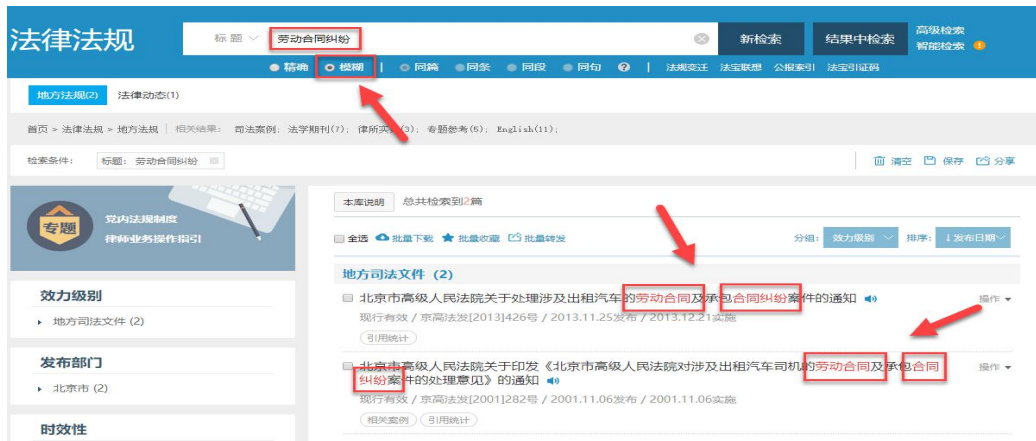 法律法规
标题 劳动合同纠纷 新检索 结果中检索 高级检索
智能检索
精确 模糊 | 同篇 同条 同段 同句 ? | 法规变迁 法宝联想 公报索引 法宝引证码
地方法规(2) 法律动态(1)
首页 > 法律法规 > 地方法规 | 相关结果: 司法案例; 法学期刊(7); 律所实务(3); 专题参考(6); English(11);
检索条件: 标题: 劳动合同纠纷 清空 保存 分享
专题
党内法规制度
律师业务操作指引
本库说明 总共检索到2篇
全选 批量下载 批量收藏 批量转发 分组: 效力级别 排序: ↓发布日期
地方司法文件 (2)
北京市高级人民法院关于处理涉及出租汽车的劳动合同及承包合同纠纷案件的通知 操作
现行有效 / 京高法发[2013]426号 / 2013.11.25发布 / 2013.12.21实施
引用统计
北京市高级人民法院关于印发《北京市高级人民法院对涉及出租汽车司机的劳动合同及承包合同 操作
纠纷案件的处理意见》的通知
现行有效 / 京高法发[2001]282号 / 2001.11.06发布 / 2001.11.06实施
相关案例 引用统计
效力级别
地方司法文件 (2)
发布部门
北京市 (2)
时效性